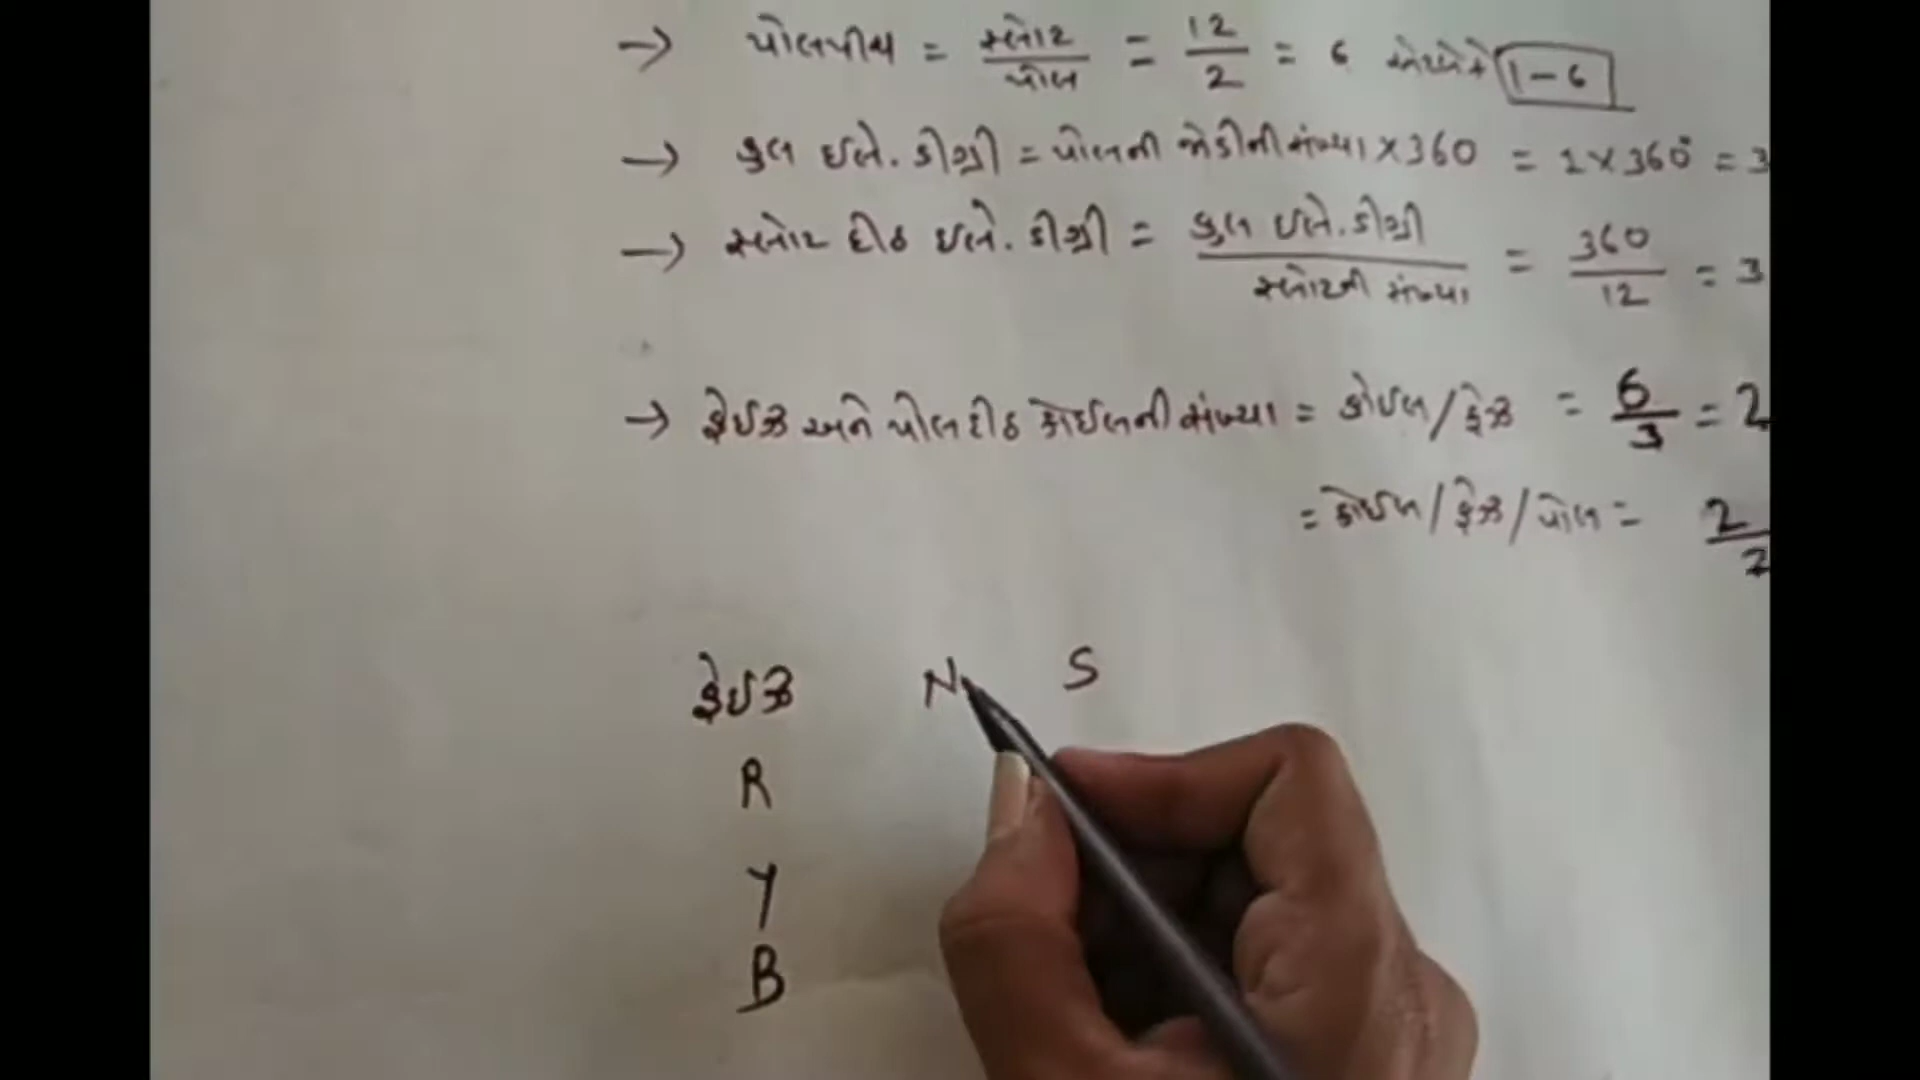 → પોલપીચ = સ્લોટ/પોલ = 12/2 = 6 એટલે કે 1-6
→ કુલ ઇલે. ડીગ્રી = પોલની જોડીની સંખ્યા × 360 = 1 × 360° = 3
→ સ્લોટ દીઠ ઇલે. ડીગ્રી = કુલ ઇલે. ડીગ્રી/સ્લોટની સંખ્યા = 360/12 = 3
→ ફેઇઝ અને પોલ દીઠ કોઇલની સંખ્યા = કોઇલ/ફેઝ = 6/3 = 2
= કોઇલ/ફેઝ/પોલ = 2/2
ફેઇઝ N S
R
Y
B